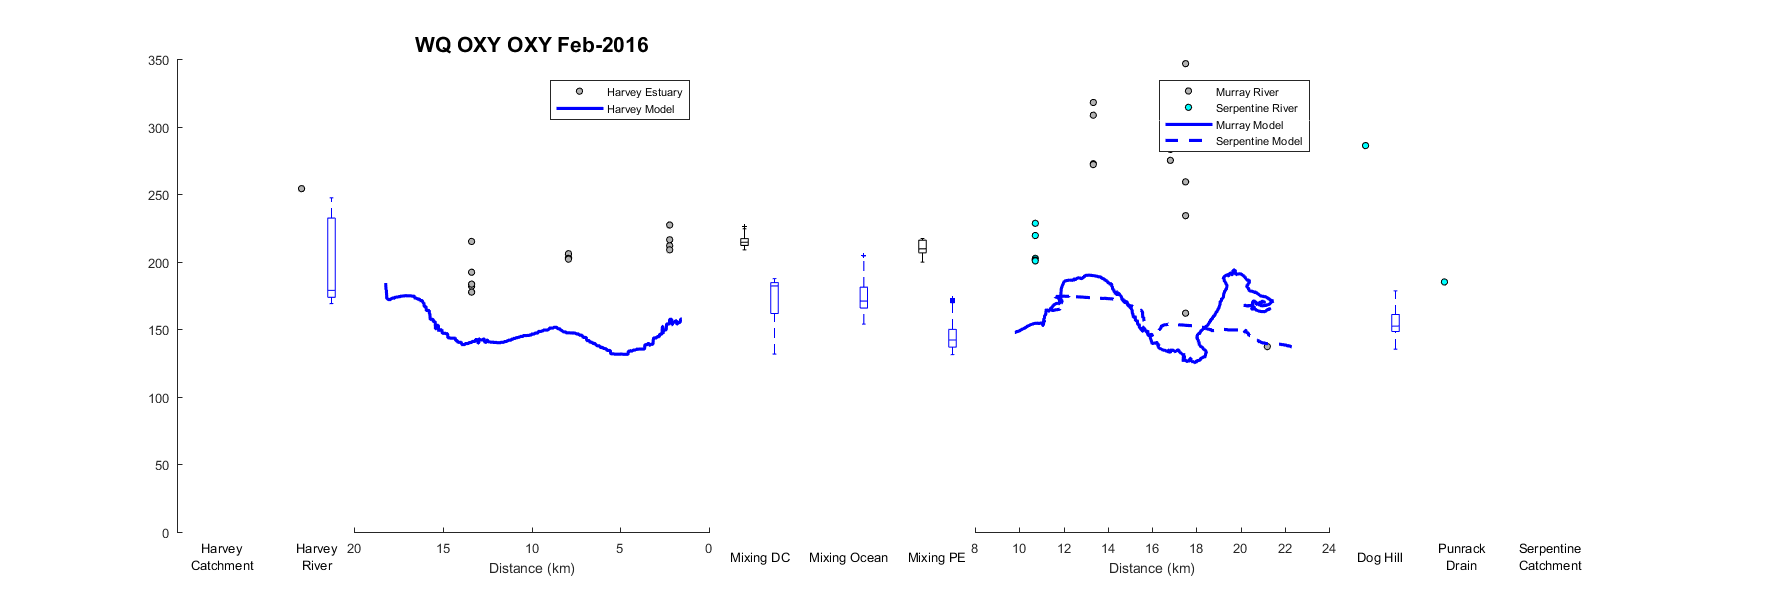 WQ OXY OXY Feb-2016
350
300
250
200
150
100
50
0
Harvey Estuary
Harvey Model
Murray River
Serpentine River
Murray Model
Serpentine Model
Harvey
Catchment
Harvey
River
20 15 10 5 0
Distance (km)
Mixing DC
Mixing Ocean
Mixing PE
8 10 12 14 16 18 20 22 24
Distance (km)
Dog Hill
Punrack
Drain
Serpentine
Catchment